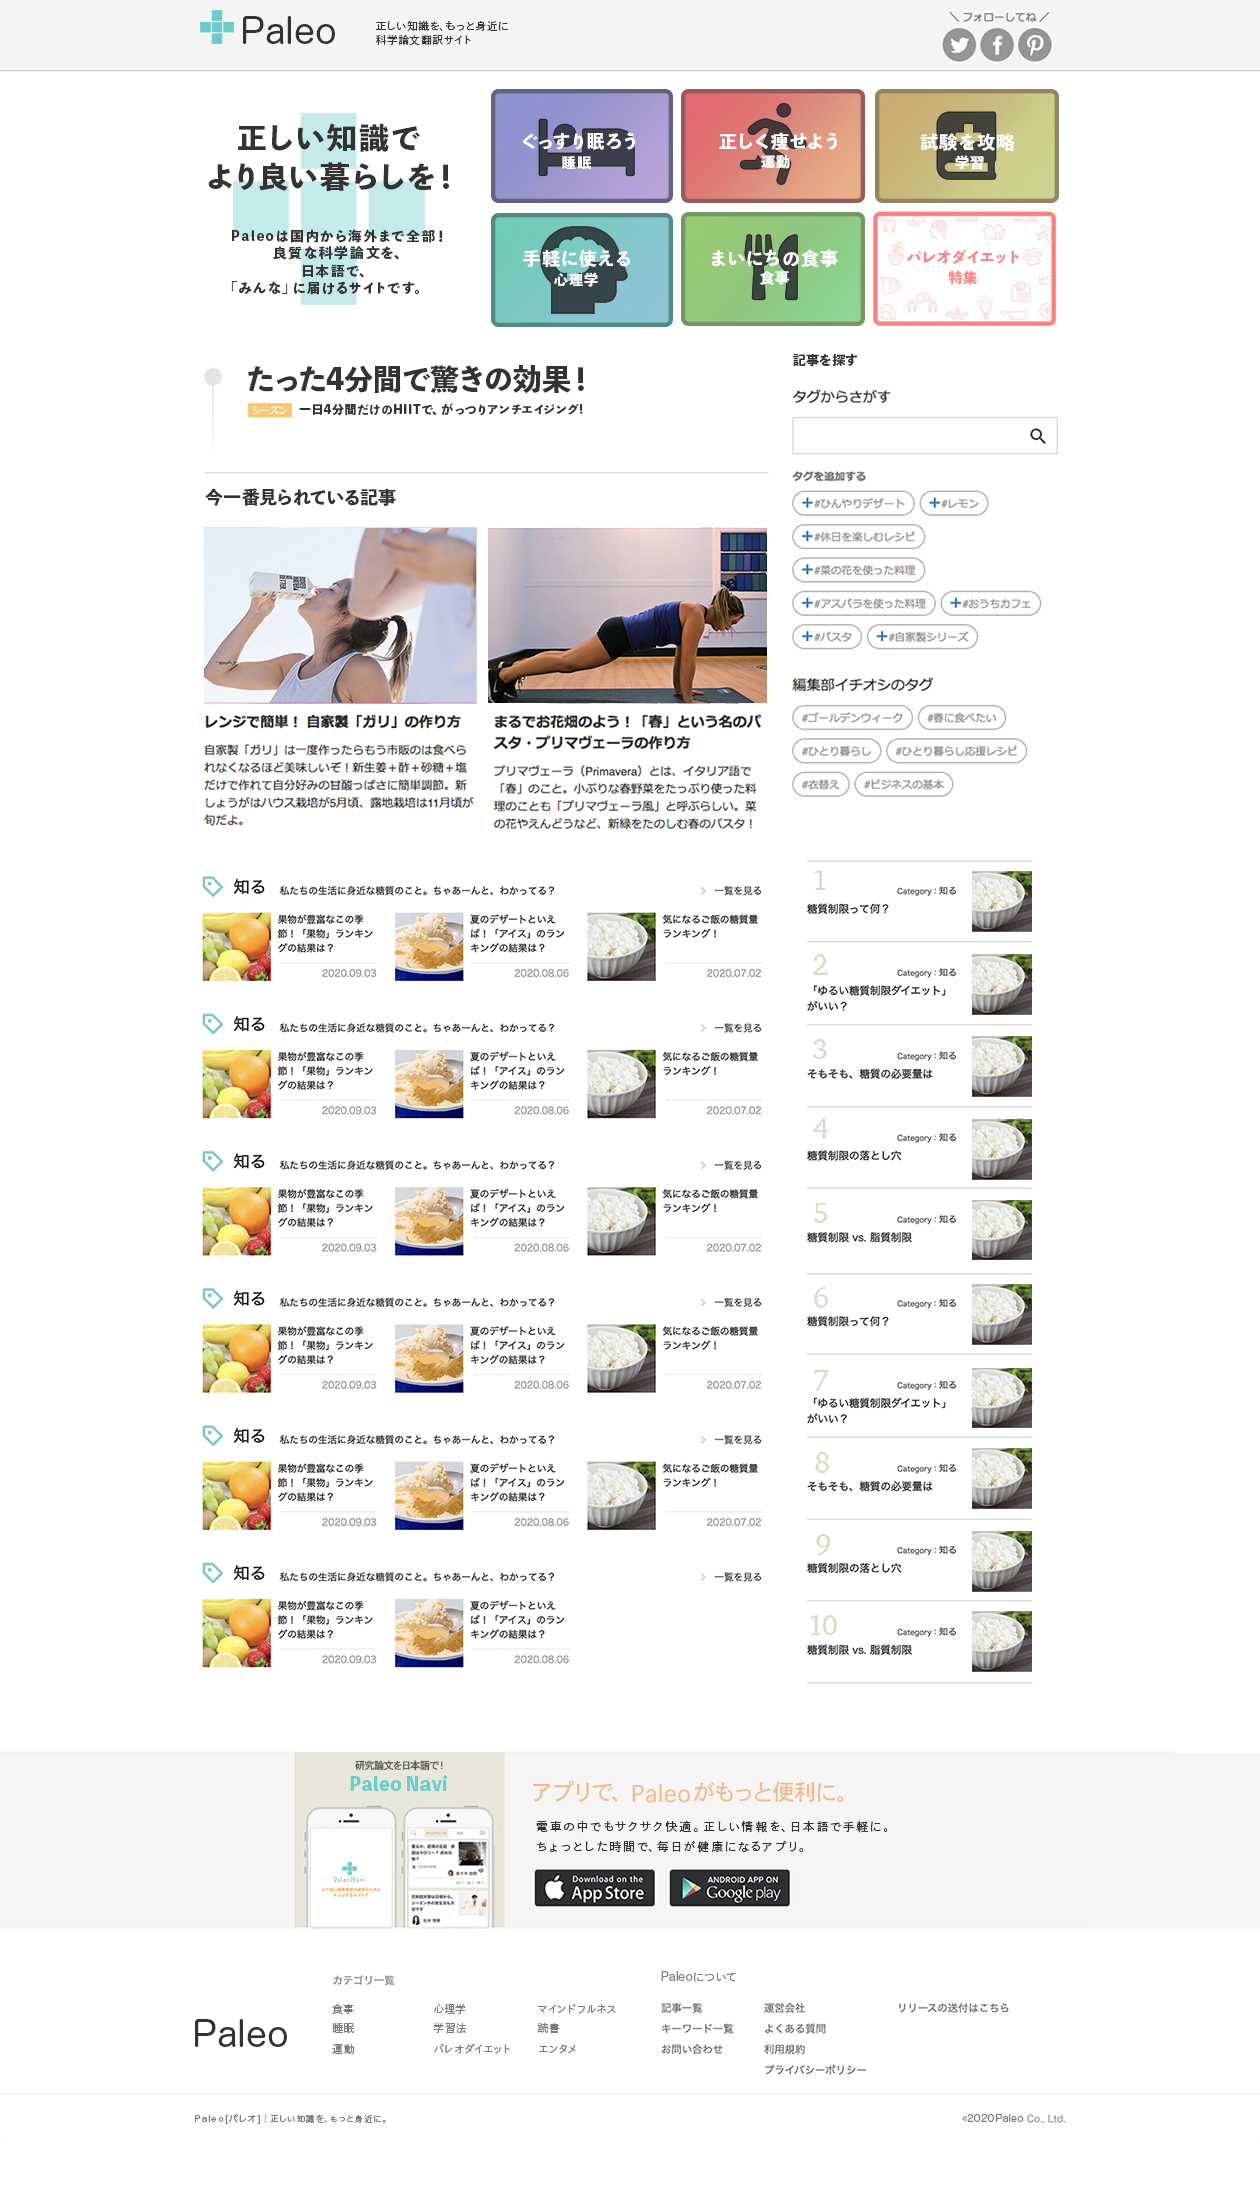 Paleo
正しい知識を、もっと身近に
科学論文翻訳サイト
＼フォローしてね／
正しい知識で
より良い暮らしを！
Paleoは国内から海外まで全部！
良質な科学論文を、
日本語で、
「みんな」に届けるサイトです。
ぐっすり眠ろう
睡眠
正しく痩せよう
運動
試験を攻略
学習
手軽に使える
心理学
まいにちの食事
食事
パレオダイエット
特集
たった4分間で驚きの効果！
シーズン 一日4分間だけのHIITで、がっつりアンチエイジング！
今一番見られている記事
レンジで簡単！ 自家製「ガリ」の作り方
自家製「ガリ」は一度作ったらもう市販のは食べら
れなくなるほど美味しいぞ！新生姜＋酢＋砂糖＋塩
だけで作れて自分好みの甘酸っぱさに簡単調節。新
しょうがはハウス栽培が5月頃、露地栽培は11月頃が
旬だよ。
まるでお花畑のよう！「春」という名のパ
スタ・プリマヴェーラの作り方
プリマヴェーラ（Primavera）とは、イタリア語で
「春」のこと。小ぶりな春野菜をたっぷり使った料
理のことも「プリマヴェーラ風」と呼ぶらしい。菜
の花やえんどうなど、新緑をたのしむ春のパスタ！
記事を探す
タグからさがす
タグを追加する
+#ひんやりデザート +#レモン
+#休日を楽しむレシピ
+#菜の花を使った料理
+#アスパラを使った料理 +#おうちカフェ
+#パスタ +#自家製シリーズ
編集部イチオシのタグ
#ゴールデンウィーク #春に食べたい
#ひとり暮らし #ひとり暮らし応援レシピ
#衣替え #ビジネスの基本
知る 私たちの生活に身近な糖質のこと。ちゃあーんと、わかってる？ 一覧を見る
果物が豊富なこの季
節！「果物」ランキン
グの結果は？
2020.09.03
夏のデザートといえ
ば！「アイス」のラン
キングの結果は？
2020.08.06
気になるご飯の糖質量
ランキング！
2020.07.02
知る 私たちの生活に身近な糖質のこと。ちゃあーんと、わかってる？ 一覧を見る
果物が豊富なこの季
節！「果物」ランキン
グの結果は？
2020.09.03
夏のデザートといえ
ば！「アイス」のラン
キングの結果は？
2020.08.06
気になるご飯の糖質量
ランキング！
2020.07.02
知る 私たちの生活に身近な糖質のこと。ちゃあーんと、わかってる？ 一覧を見る
果物が豊富なこの季
節！「果物」ランキン
グの結果は？
2020.09.03
夏のデザートといえ
ば！「アイス」のラン
キングの結果は？
2020.08.06
気になるご飯の糖質量
ランキング！
2020.07.02
知る 私たちの生活に身近な糖質のこと。ちゃあーんと、わかってる？ 一覧を見る
果物が豊富なこの季
節！「果物」ランキン
グの結果は？
2020.09.03
夏のデザートといえ
ば！「アイス」のラン
キングの結果は？
2020.08.06
気になるご飯の糖質量
ランキング！
2020.07.02
知る 私たちの生活に身近な糖質のこと。ちゃあーんと、わかってる？ 一覧を見る
果物が豊富なこの季
節！「果物」ランキン
グの結果は？
2020.09.03
夏のデザートといえ
ば！「アイス」のラン
キングの結果は？
2020.08.06
気になるご飯の糖質量
ランキング！
2020.07.02
知る 私たちの生活に身近な糖質のこと。ちゃあーんと、わかってる？ 一覧を見る
果物が豊富なこの季
節！「果物」ランキン
グの結果は？
2020.09.03
夏のデザートといえ
ば！「アイス」のラン
キングの結果は？
2020.08.06
1
Category：知る
糖質制限って何？
2
Category：知る
「ゆるい糖質制限ダイエット」
がいい？
3
Category：知る
そもそも、糖質の必要量は
4
Category：知る
糖質制限の落とし穴
5
Category：知る
糖質制限 vs. 脂質制限
6
Category：知る
糖質制限って何？
7
Category：知る
「ゆるい糖質制限ダイエット」
がいい？
8
Category：知る
そもそも、糖質の必要量は
9
Category：知る
糖質制限の落とし穴
10
Category：知る
糖質制限 vs. 脂質制限
研究論文を日本語で！
Paleo Navi
PaleoNavi
アプリで、Paleoがもっと便利に。
電車の中でもサクサク快適。正しい情報を、日本語で手軽に。
ちょっとした時間で、毎日が健康になるアプリ。
Download on the
App Store
ANDROID APP ON
Google play
Paleo
カテゴリ一覧
食事 心理学 マインドフルネス
睡眠 学習法 読書
運動 パレオダイエット エンタメ
Paleoについて
記事一覧 運営会社 リリースの送付はこちら
キーワード一覧 よくある質問
お問い合わせ 利用規約
プライバシーポリシー
Paleo[パレオ]｜正しい知識を、もっと身近に。
©2020Paleo Co., Ltd.